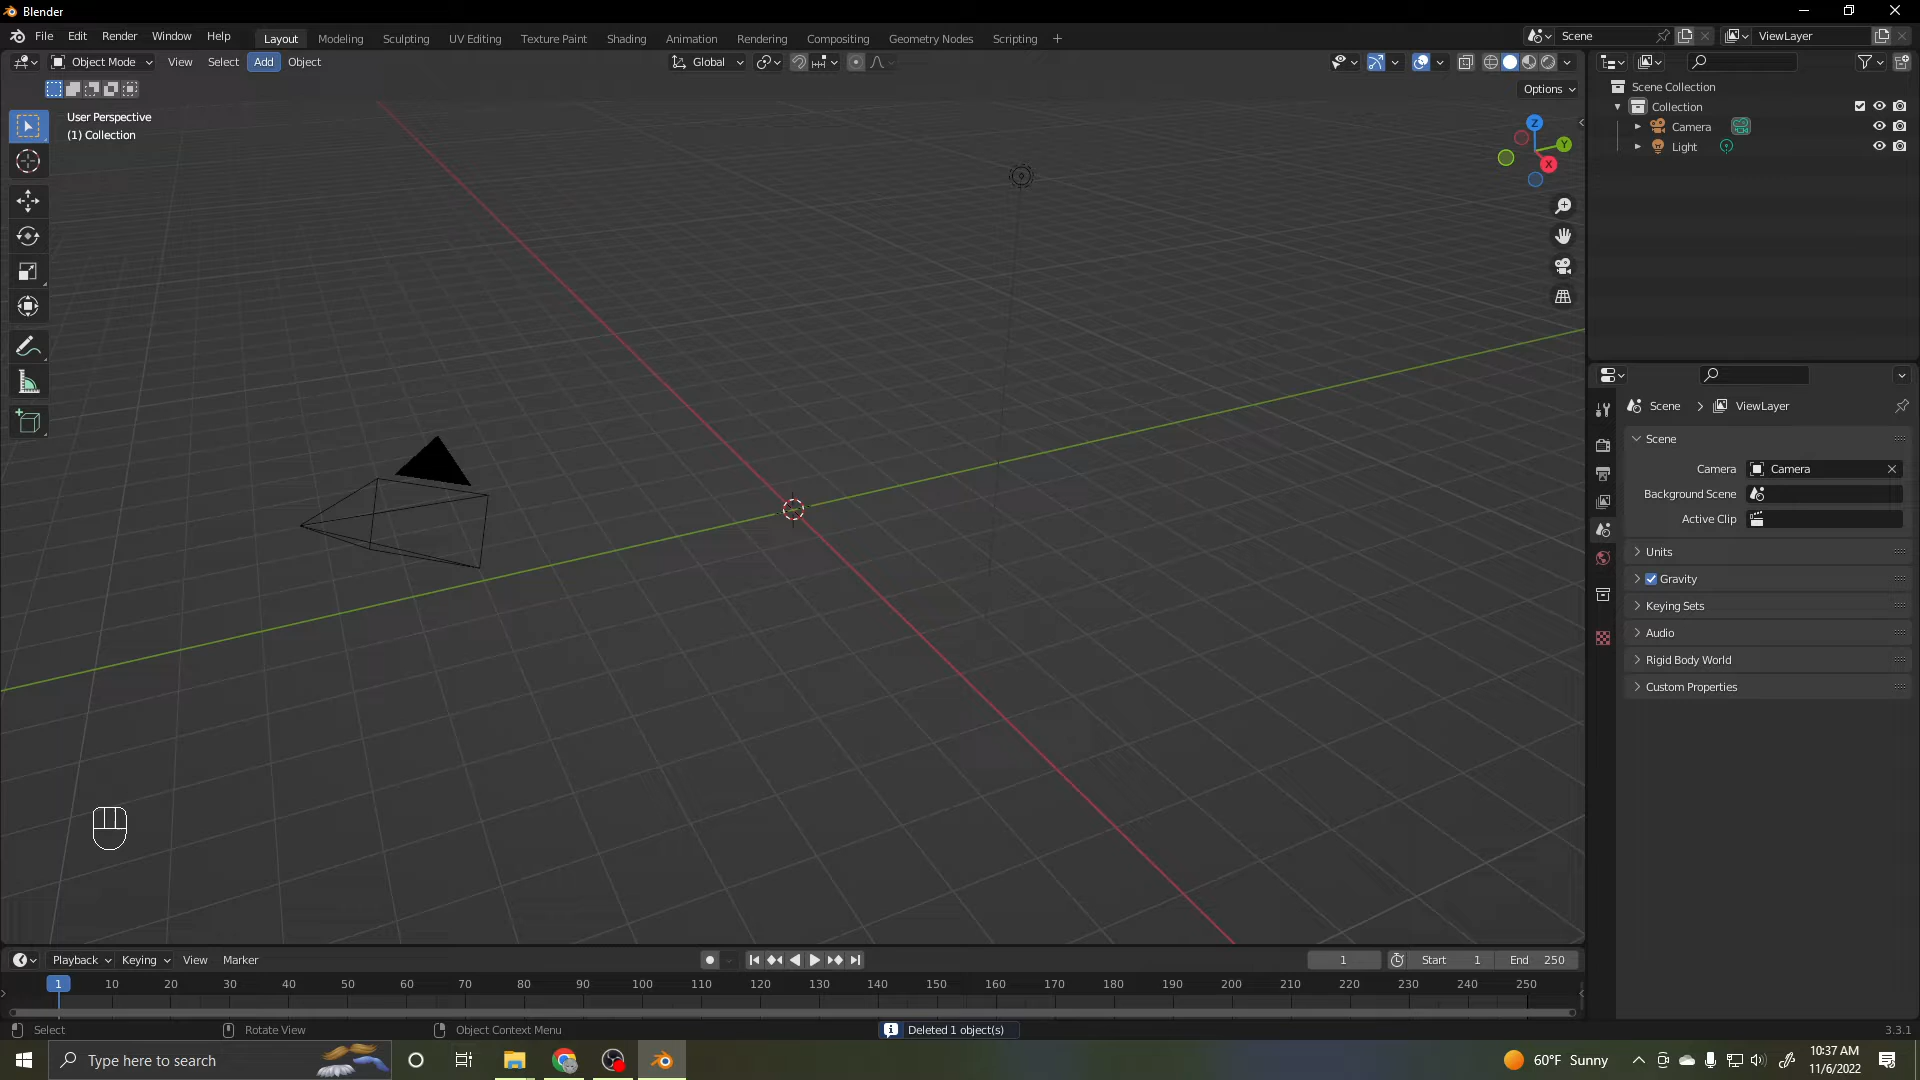 Blender
File Edit Render Window Help Layout Modeling Sculpting UV Editing Texture Paint Shading Animation Rendering Compositing Geometry Nodes Scripting + Scene ViewLayer
Object Mode View Select Add Object Global
Options
User Perspective
(1) Collection
Z
Y
X
Scene Collection
Collection
Camera
Light
Scene > ViewLayer
Scene
Camera Camera
Background Scene
Active Clip
Units
Gravity
Keying Sets
Audio
Rigid Body World
Custom Properties
Playback Keying View Marker 1 Start 1 End 250
1 10 20 30 40 50 60 70 80 90 100 110 120 130 140 150 160 170 180 190 200 210 220 230 240 250
Select Rotate View Object Context Menu Deleted 1 object(s) 3.3.1
Type here to search 60°F Sunny 10:37 AM
11/6/2022